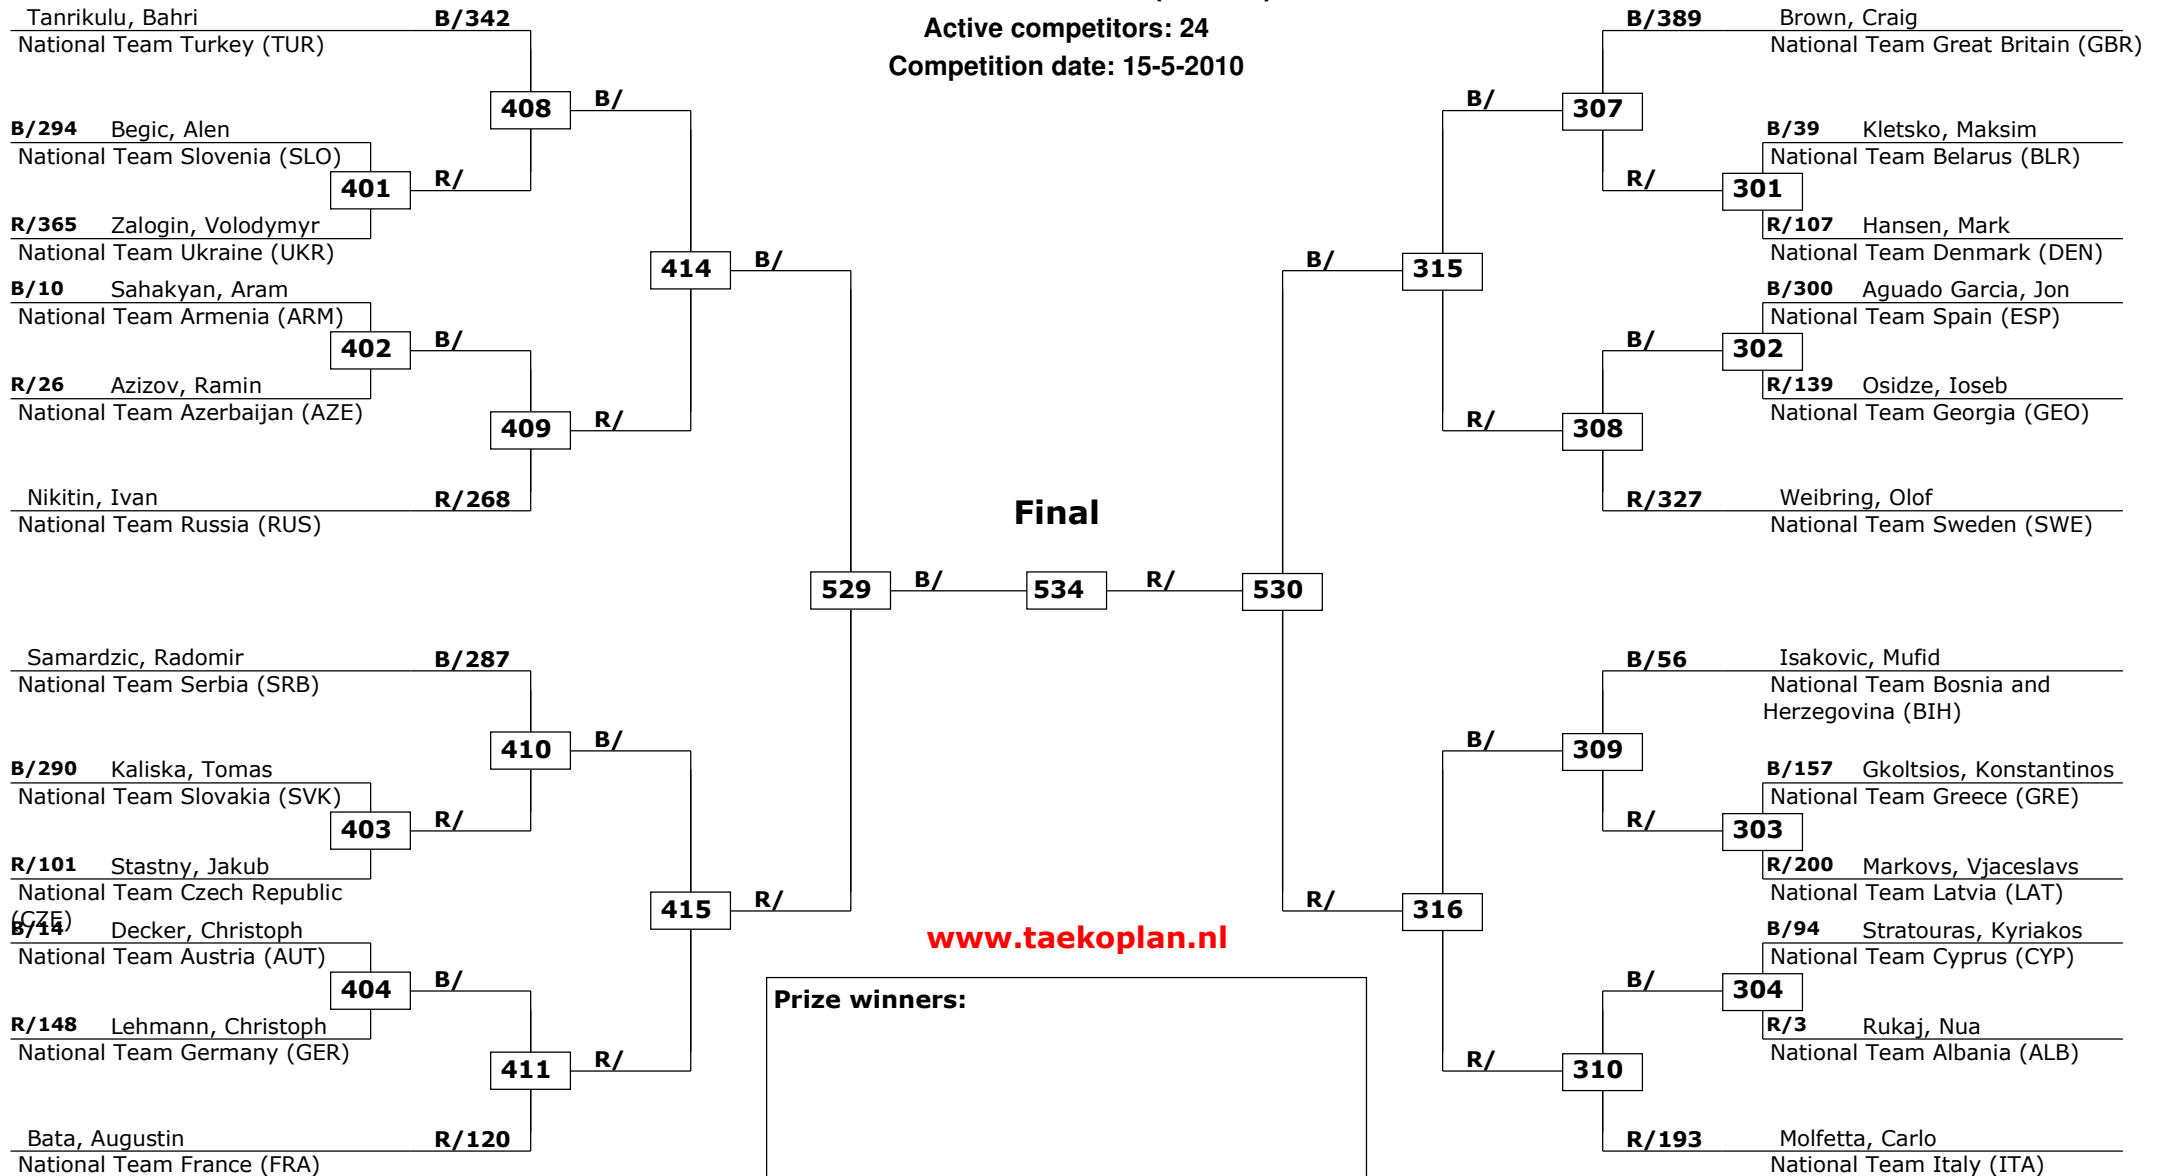 Active competitors: 24
Competition date: 15-5-2010
Tanrikulu, Bahri B/342
National Team Turkey (TUR)
408 B/
B/294 Begic, Alen
National Team Slovenia (SLO)
401 R/
R/365 Zalogin, Volodymyr
National Team Ukraine (UKR)
414 B/
B/10 Sahakyan, Aram
National Team Armenia (ARM)
402 B/
R/26 Azizov, Ramin
National Team Azerbaijan (AZE)
409 R/
Nikitin, Ivan R/268
National Team Russia (RUS)
529 B/
Samardzic, Radomir B/287
National Team Serbia (SRB)
410 B/
B/290 Kaliska, Tomas
National Team Slovakia (SVK)
403 R/
R/101 Stastny, Jakub
National Team Czech Republic
(CZE)
415 R/
B/14 Decker, Christoph
National Team Austria (AUT)
404 B/
R/148 Lehmann, Christoph
National Team Germany (GER)
411 R/
Bata, Augustin R/120
National Team France (FRA)
Final
534
B/389 Brown, Craig
National Team Great Britain (GBR)
B/ 307
B/39 Kletsko, Maksim
National Team Belarus (BLR)
R/ 301
R/107 Hansen, Mark
National Team Denmark (DEN)
B/ 315
B/300 Aguado Garcia, Jon
National Team Spain (ESP)
B/ 302
R/139 Osidze, Ioseb
National Team Georgia (GEO)
R/ 308
R/327 Weibring, Olof
National Team Sweden (SWE)
R/ 530
B/56 Isakovic, Mufid
National Team Bosnia and
Herzegovina (BIH)
B/ 309
B/157 Gkoltsios, Konstantinos
National Team Greece (GRE)
R/ 303
R/200 Markovs, Vjaceslavs
National Team Latvia (LAT)
R/ 316
B/94 Stratouras, Kyriakos
National Team Cyprus (CYP)
B/ 304
R/3 Rukaj, Nua
National Team Albania (ALB)
R/ 310
R/193 Molfetta, Carlo
National Team Italy (ITA)
www.taekoplan.nl
Prize winners: